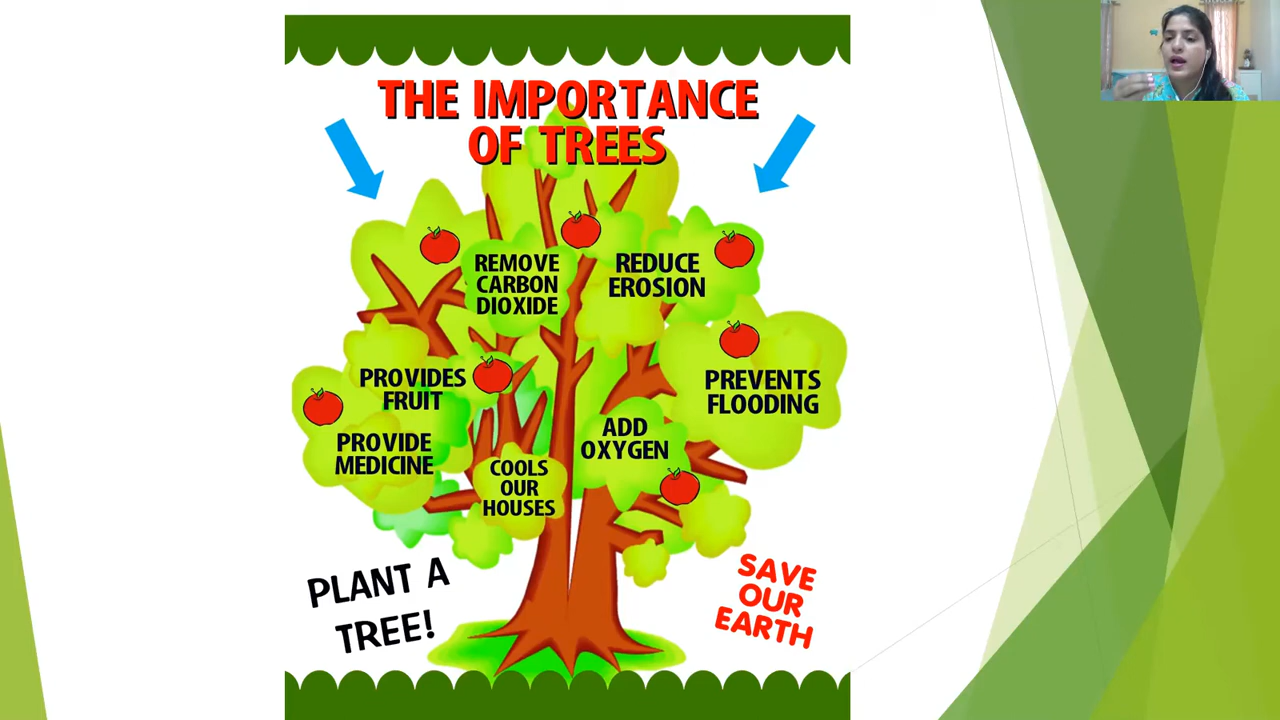 THE IMPORTANCE
OF TREES
REMOVE
CARBON
DIOXIDE
REDUCE
EROSION
PROVIDES
FRUIT
PREVENTS
FLOODING
PROVIDE
MEDICINE
ADD
OXYGEN
COOLS
OUR
HOUSES
PLANT A
TREE!
SAVE
OUR
EARTH